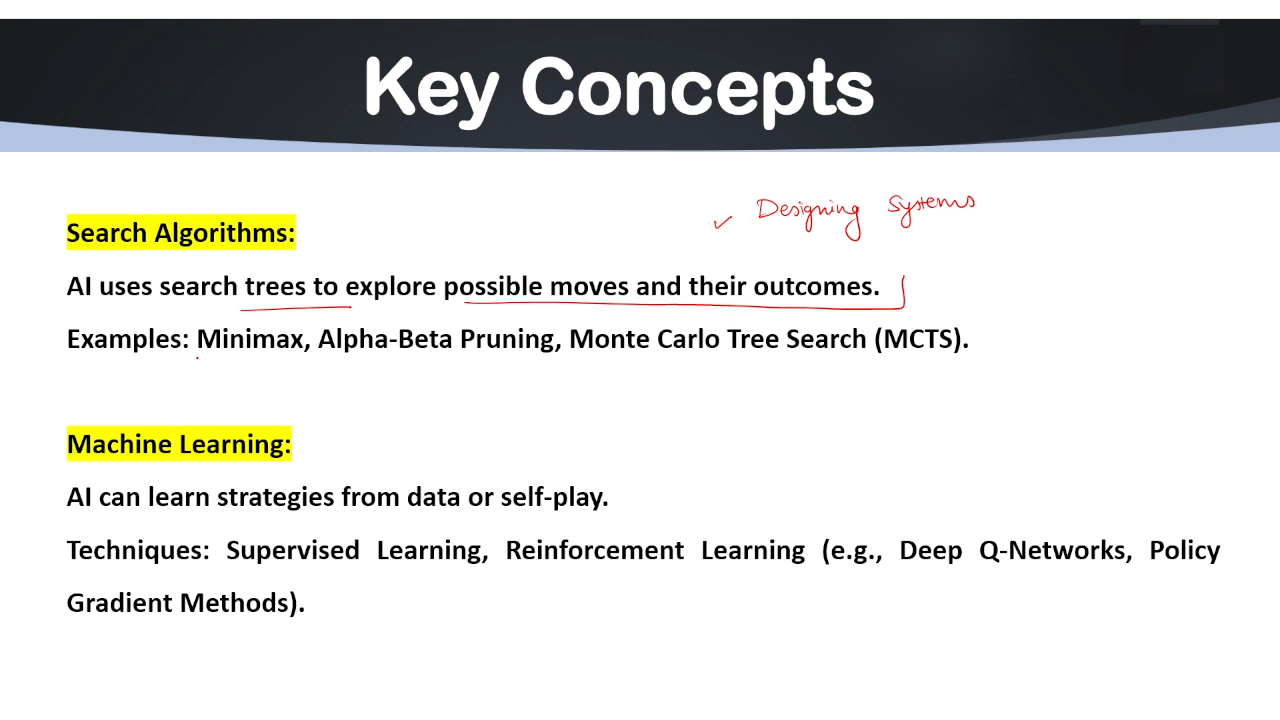 Key Concepts
Designing Systems
Search Algorithms:
AI uses search trees to explore possible moves and their outcomes.
Examples: Minimax, Alpha-Beta Pruning, Monte Carlo Tree Search (MCTS).
Machine Learning:
AI can learn strategies from data or self-play.
Techniques: Supervised Learning, Reinforcement Learning (e.g., Deep Q-Networks, Policy
Gradient Methods).